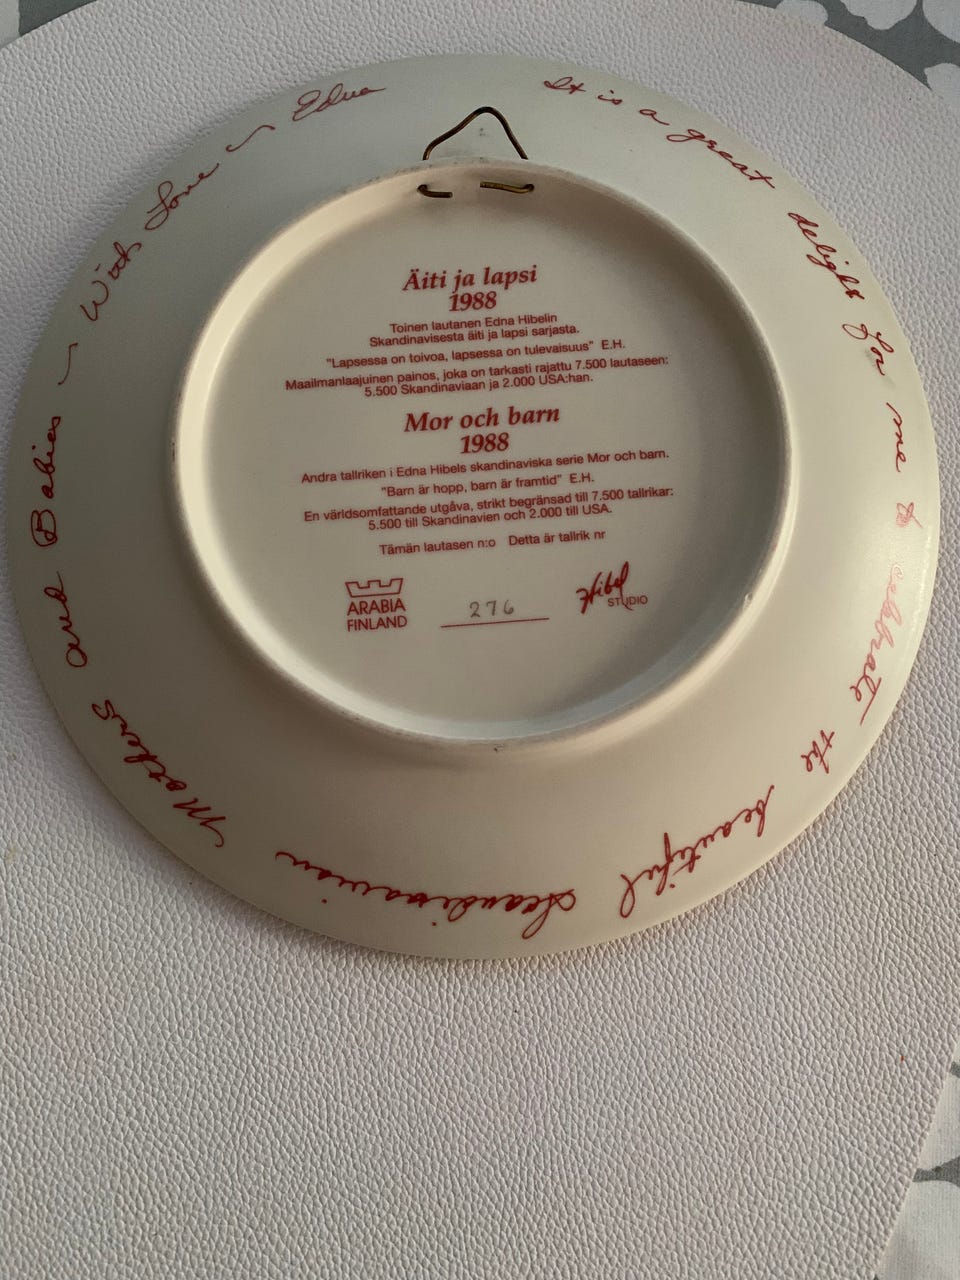 It is a great delight for me to celebrate the beautiful Scandinavian Mothers and Babies ~ With Love ~ Edna
Äiti ja lapsi
1988
Toinen lautanen Edna Hibelin
Skandinavisesta äiti ja lapsi sarjasta.
"Lapsessa on toivoa, lapsessa on tulevaisuus" E.H.
Maailmanlaajuinen painos, joka on tarkasti rajattu 7.500 lautaseen:
5.500 Skandinaviaan ja 2.000 USA:han.
Mor och barn
1988
Andra tallriken i Edna Hibels skandinaviska serie Mor och barn.
"Barn är hopp, barn är framtid" E.H.
En världsomfattande utgåva, strikt begränsad till 7.500 tallrikar:
5.500 till Skandinavien och 2.000 till USA.
Tämän lautasen n:o Detta är tallrik nr
ARABIA
FINLAND
276
Hibel
STUDIO